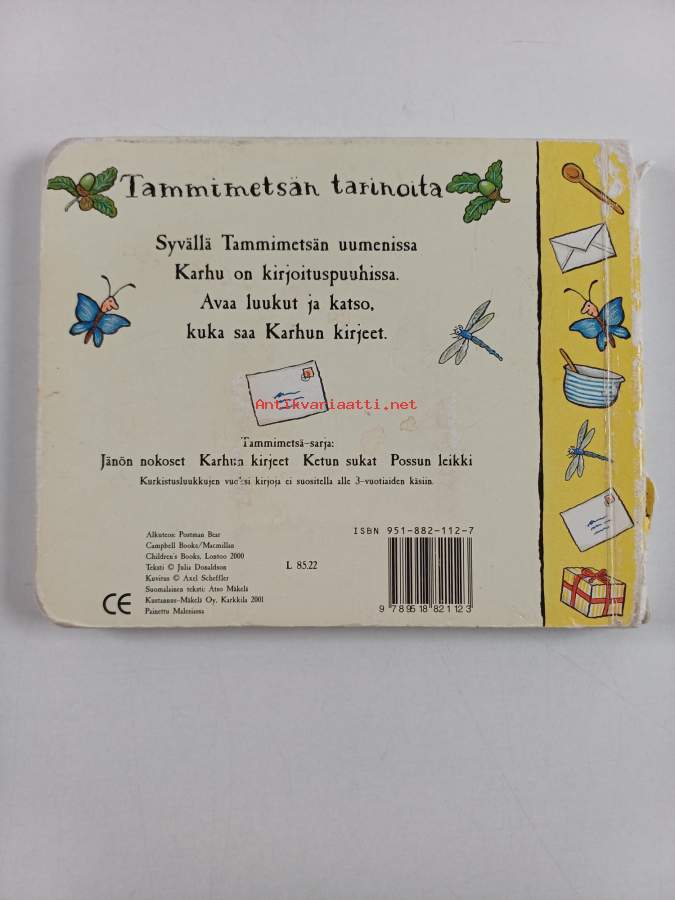 Tammimetsän tarinoita
Syvällä Tammimetsän uumenissa
Karhu on kirjoituspuuhissa.
Avaa luukut ja katso,
kuka saa Karhun kirjeet.
Antikvariaatti.net
Tammimetsä-sarja:
Jänön nokoset Karhun kirjeet Ketun sukat Possun leikki
Kurkistusluukkujen vuoksi kirjoja ei suositella alle 3-vuotiaiden käsiin.
Alkuteos: Postman Bear
Campbell Books/Macmillan
Children's Books, Lontoo 2000
Teksti © Julia Donaldson
Kuvitus © Axel Scheffler
Suomalainen teksti: Atso Mäkelä
Kustannus-Mäkelä Oy, Karkkila 2001
Painettu Malesiassa
CE
L 85.22
ISBN 951-882-112-7
9 789518 821123